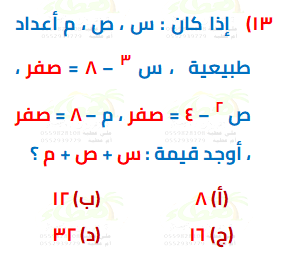 ١٣) إذا كان : س ، ص ، م أعداد
طبيعية ، س ٣ – ٨ = صفر ،
ص ٢ – ٤ = صفر ، م – ٨ = صفر
، أوجد قيمة : س + ص + م ؟
(أ) ٨ (ب) ١٢
(ج) ١٦ (د) ٣٢